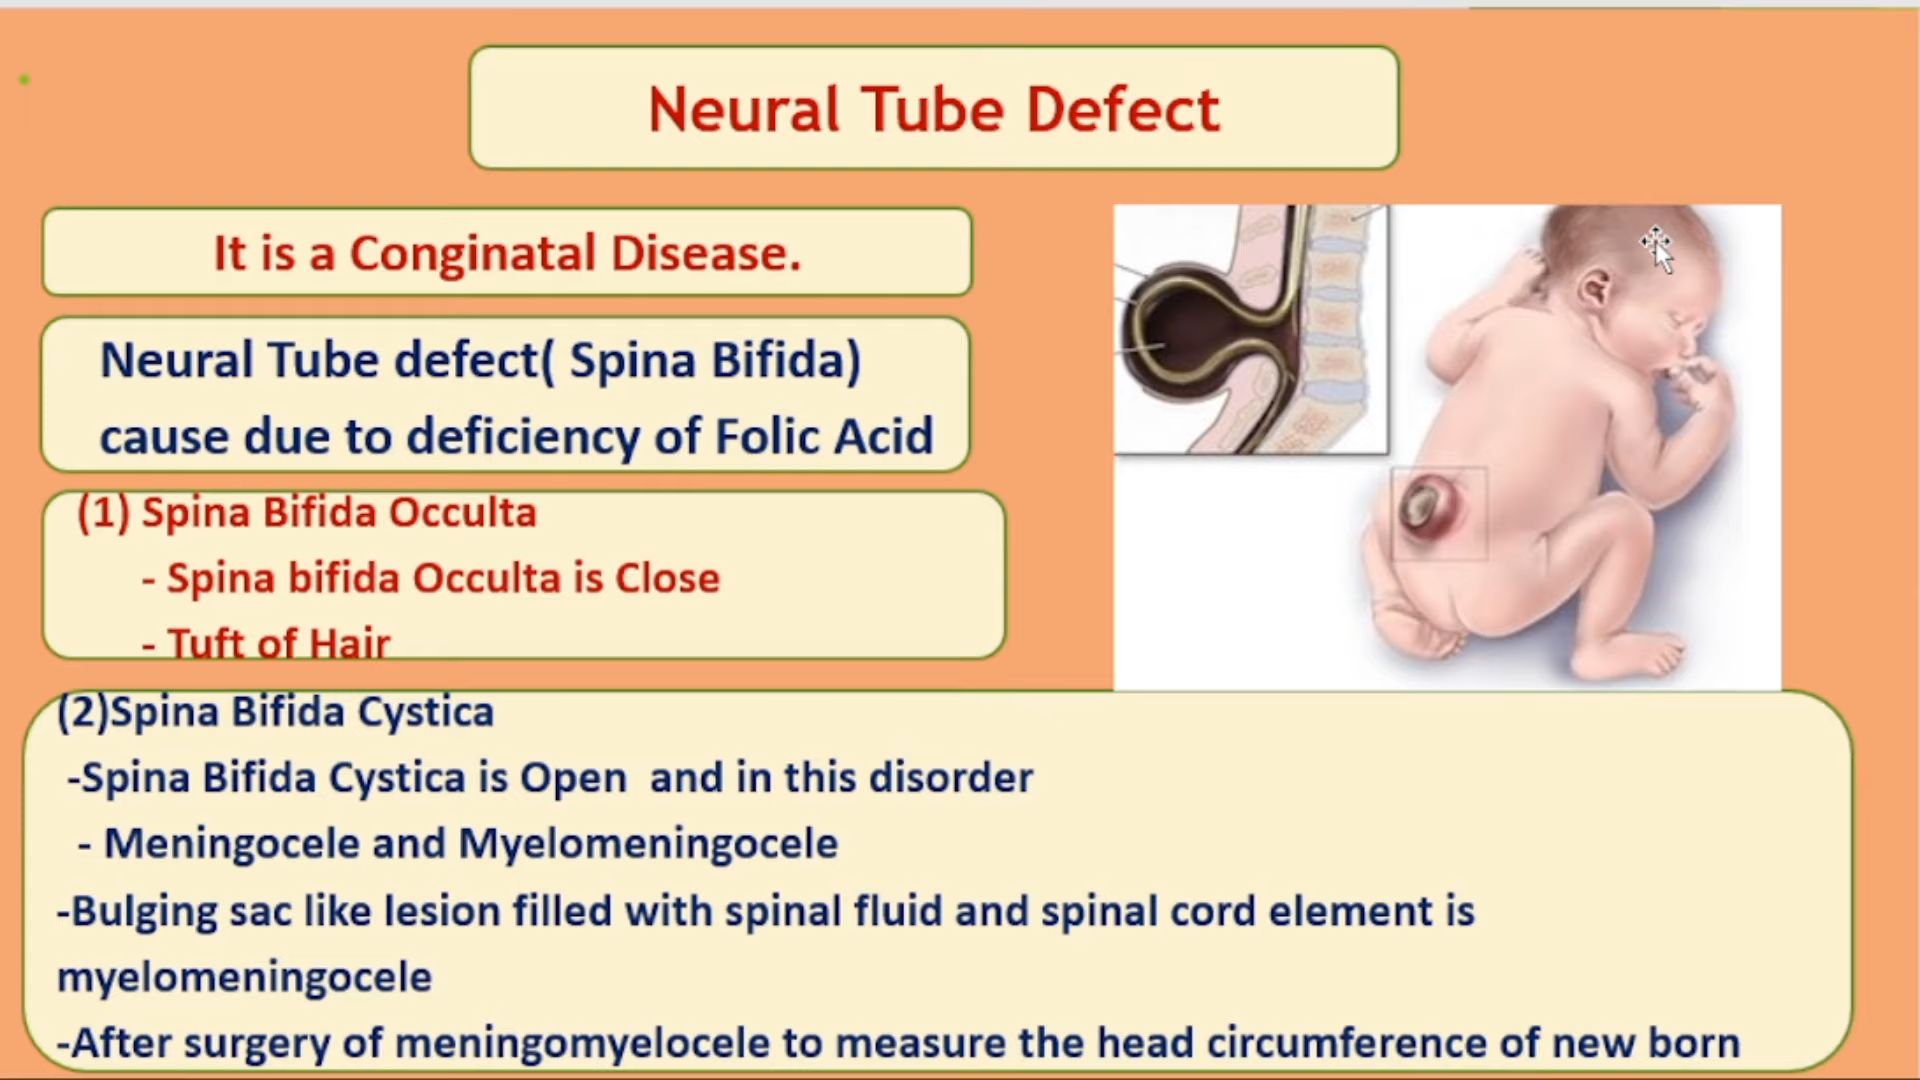 Neural Tube Defect
It is a Conginatal Disease.
Neural Tube defect( Spina Bifida)
cause due to deficiency of Folic Acid
(1) Spina Bifida Occulta
- Spina bifida Occulta is Close
- Tuft of Hair
(2)Spina Bifida Cystica
-Spina Bifida Cystica is Open  and in this disorder
- Meningocele and Myelomeningocele
-Bulging sac like lesion filled with spinal fluid and spinal cord element is
myelomeningocele
-After surgery of meningomyelocele to measure the head circumference of new born